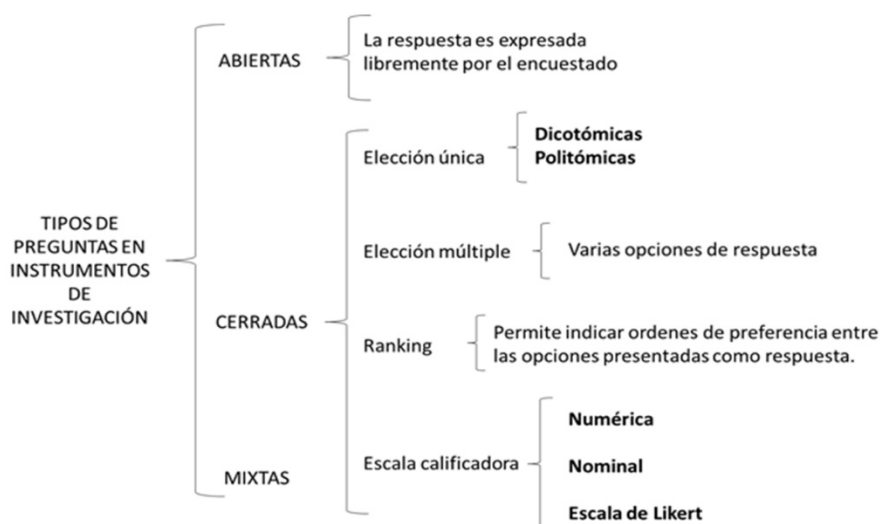 TIPOS DE
PREGUNTAS EN
INSTRUMENTOS
DE
INVESTIGACIÓN
ABIERTAS
La respuesta es expresada
libremente por el encuestado
CERRADAS
Elección única
Dicotómicas
Politómicas
Elección múltiple
Varias opciones de respuesta
Ranking
Permite indicar ordenes de preferencia entre
las opciones presentadas como respuesta.
Escala calificadora
Numérica
Nominal
Escala de Likert
MIXTAS